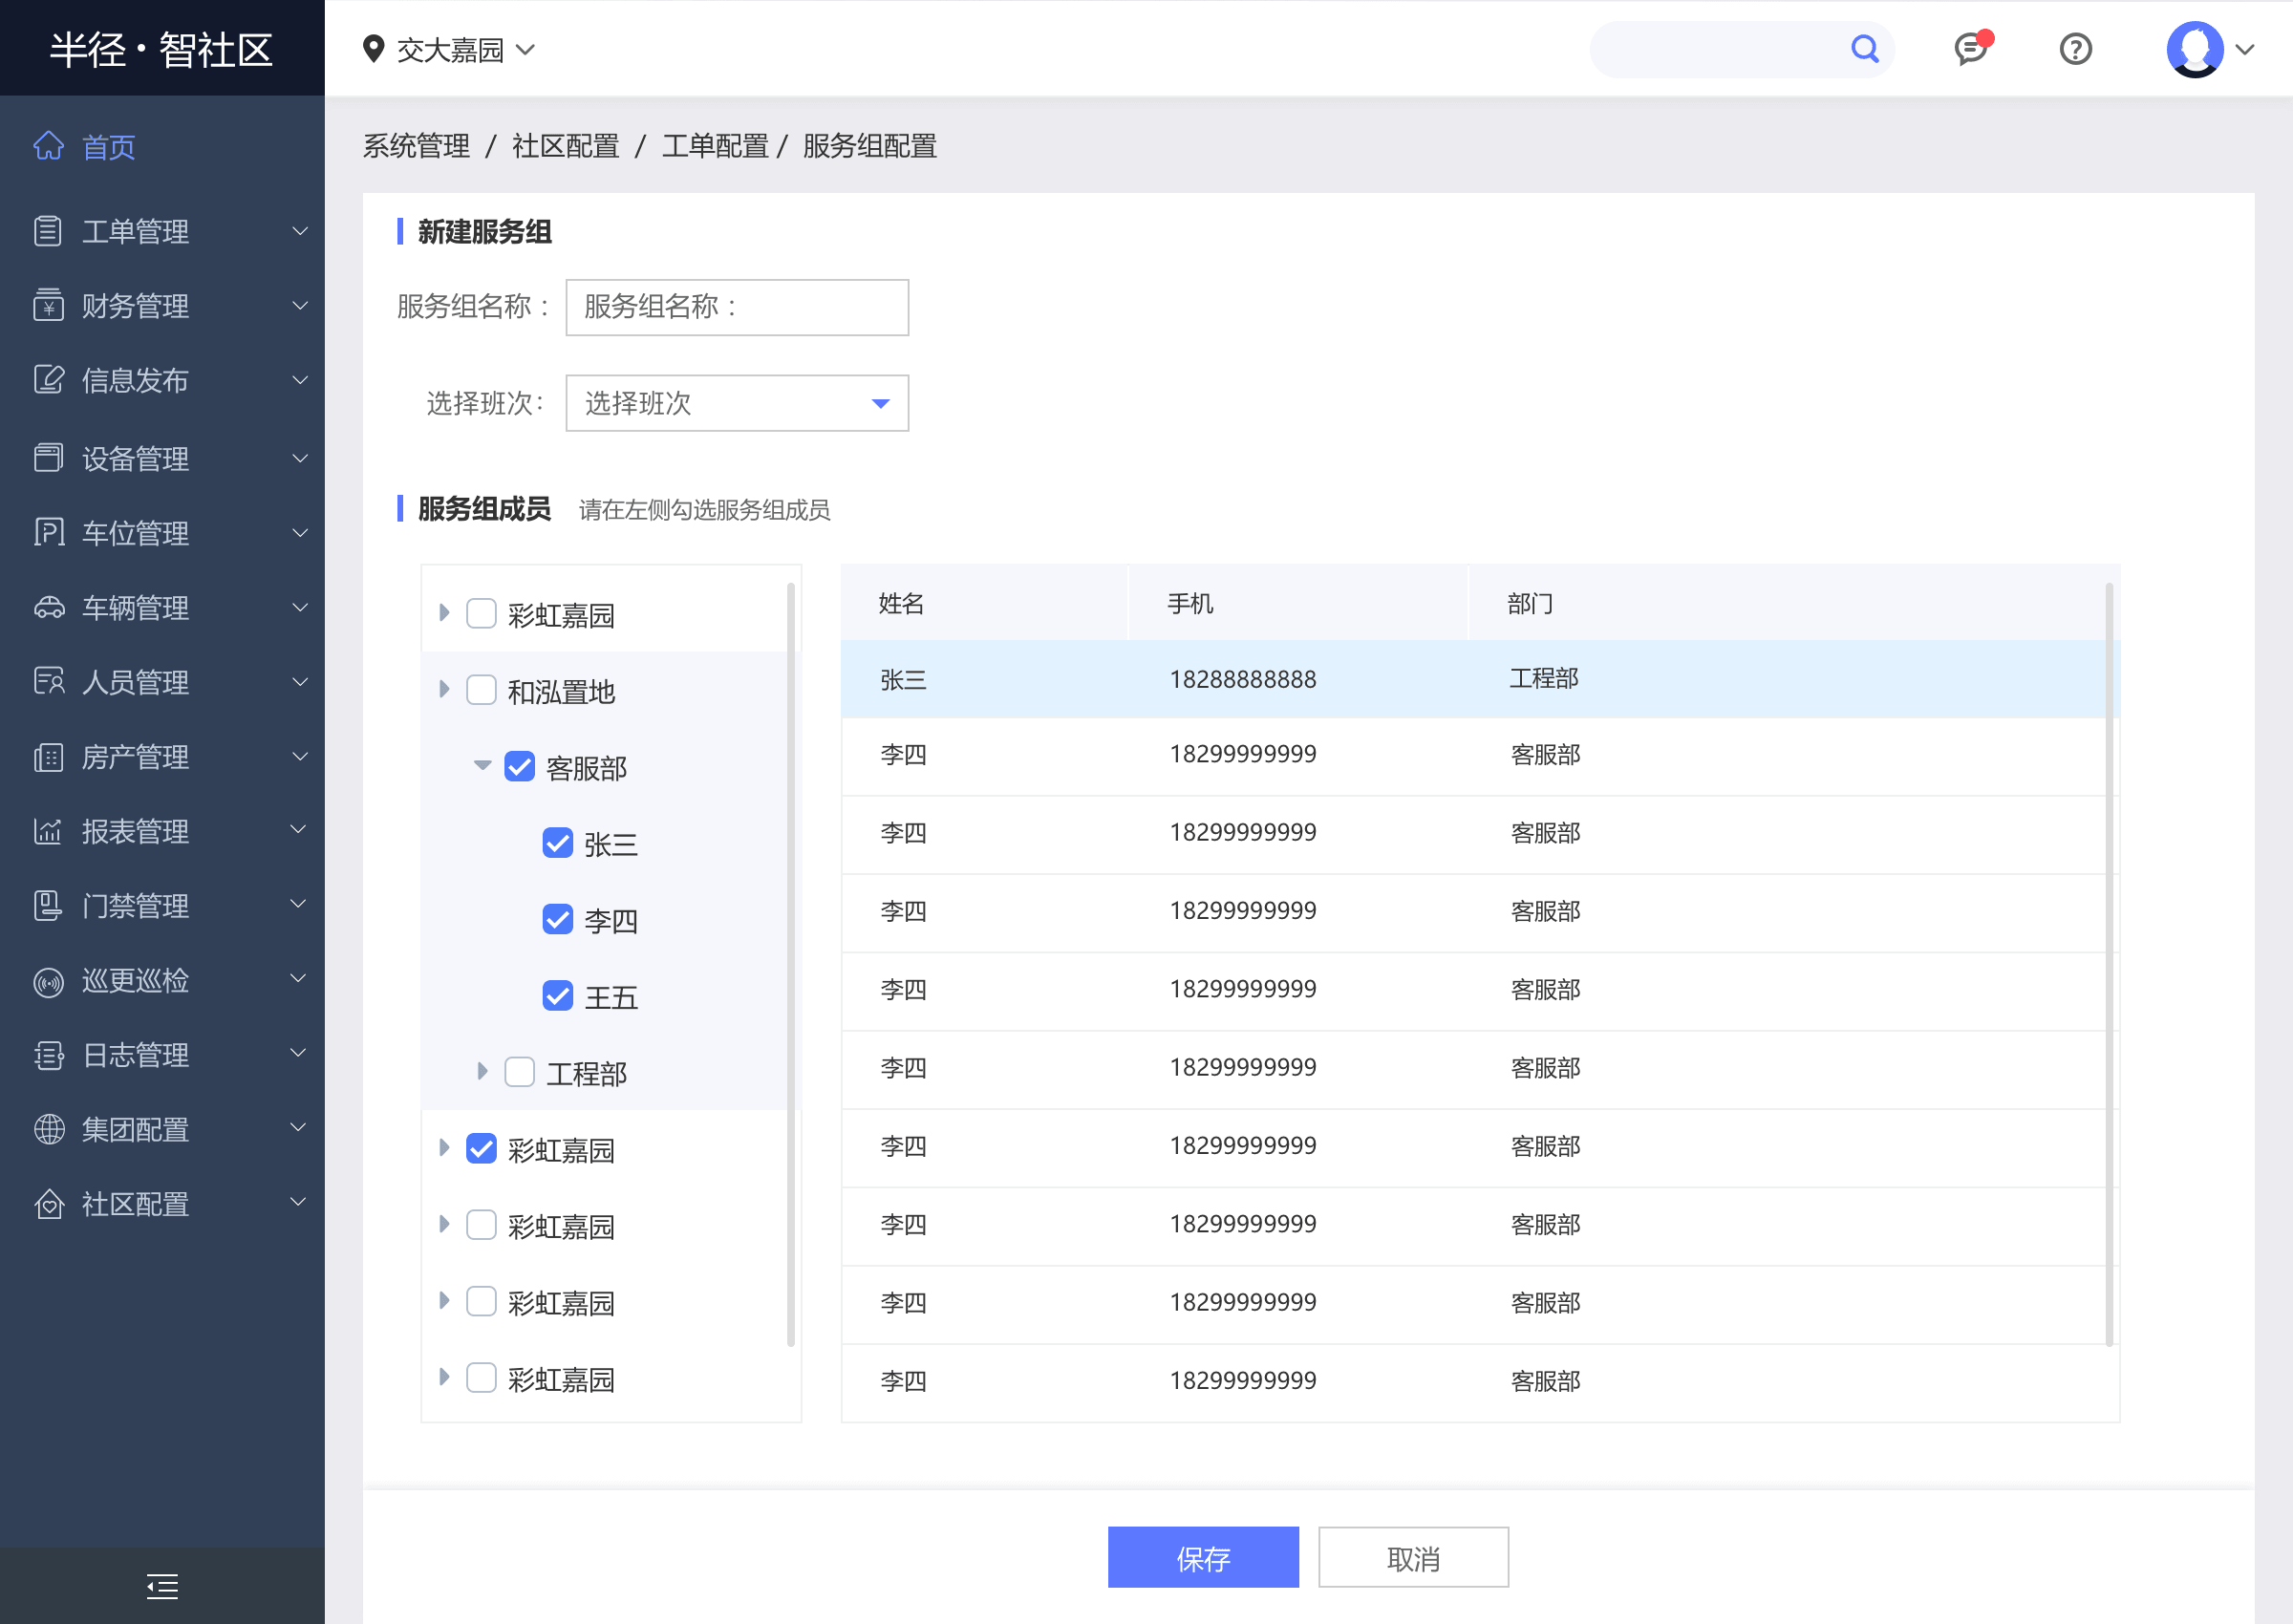 半径·智社区
交大嘉园
首页
工单管理
财务管理
信息发布
设备管理
车位管理
车辆管理
人员管理
房产管理
报表管理
门禁管理
巡更巡检
日志管理
集团配置
社区配置
系统管理 / 社区配置 / 工单配置 / 服务组配置
新建服务组
服务组名称： 服务组名称：
选择班次： 选择班次
服务组成员 请在左侧勾选服务组成员
彩虹嘉园
和泓置地
客服部
张三
李四
王五
工程部
彩虹嘉园
彩虹嘉园
彩虹嘉园
彩虹嘉园
姓名 手机 部门
张三 18288888888 工程部
李四 18299999999 客服部
李四 18299999999 客服部
李四 18299999999 客服部
李四 18299999999 客服部
李四 18299999999 客服部
李四 18299999999 客服部
李四 18299999999 客服部
李四 18299999999 客服部
李四 18299999999 客服部
保存 取消